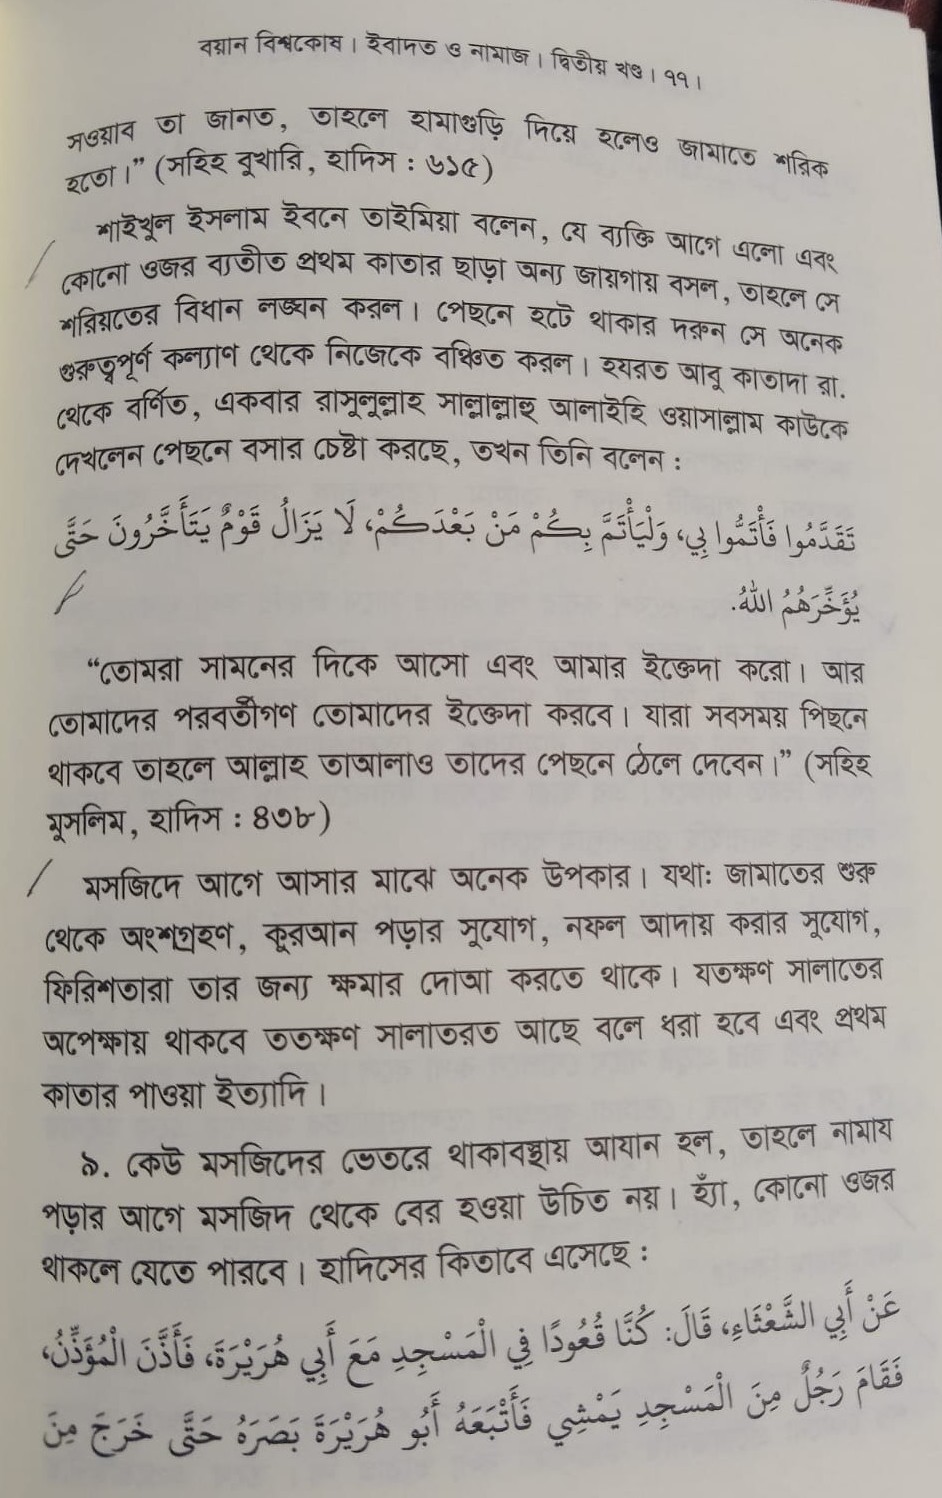 বয়ান বিশ্বকোষ। ইবাদত ও নামাজ। দ্বিতীয় খণ্ড। ৭৭।
সওয়াব তা জানত, তাহলে হামাগুড়ি দিয়ে হলেও জামাতে শরিক
হতো।” (সহিহ বুখারি, হাদিস : ৬১৫)
শাইখুল ইসলাম ইবনে তাইমিয়া বলেন, যে ব্যক্তি আগে এলো এবং
কোনো ওজর ব্যতীত প্রথম কাতার ছাড়া অন্য জায়গায় বসল, তাহলে সে
শরিয়তের বিধান লঙ্ঘন করল। পেছনে হটে থাকার দরুন সে অনেক
গুরুত্বপূর্ণ কল্যাণ থেকে নিজেকে বঞ্চিত করল। হযরত আবু কাতাদা রা.
থেকে বর্ণিত, একবার রাসূলুল্লাহ সাল্লাল্লাহু আলাইহি ওয়াসাল্লাম কাউকে
দেখলেন পেছনে বসার চেষ্টা করছে, তখন তিনি বলেন :
تَقَدَّمُوا فَأْتَمُّوا بِي، وَلْيَأْتَمَّ بِكُمْ مَنْ بَعْدَكُمْ، لَا يَزَالُ قَوْمٌ يَتَأَخَّرُونَ حَتَّى
يُؤَخِّرَهُمُ اللهُ.
“তোমরা সামনের দিকে আসো এবং আমার ইক্তেদা করো। আর
তোমাদের পরবর্তীগণ তোমাদের ইক্তেদা করবে। যারা সবসময় পিছনে
থাকবে তাহলে আল্লাহ তাআলাও তাদের পেছনে ঠেলে দেবেন।” (সহিহ
মুসলিম, হাদিস : ৪৩৮)
মসজিদে আগে আসার মাঝে অনেক উপকার। যথাঃ জামাতের শুরু
থেকে অংশগ্রহণ, কুরআন পড়ার সুযোগ, নফল আদায় করার সুযোগ,
ফিরিশতারা তার জন্য ক্ষমার দোআ করতে থাকে। যতক্ষণ সালাতের
অপেক্ষায় থাকবে ততক্ষণ সালাতরত আছে বলে ধরা হবে এবং প্রথম
কাতার পাওয়া ইত্যাদি।
৯. কেউ মসজিদের ভেতরে থাকাবস্থায় আযান হল, তাহলে নামায
পড়ার আগে মসজিদ থেকে বের হওয়া উচিত নয়। হ্যাঁ, কোনো ওজর
থাকলে যেতে পারবে। হাদিসের কিতাবে এসেছে :
عَنْ أَبِي الشَّعْثَاءِ، قَالَ: كُنَّا قُعُودًا فِي الْمَسْجِدِ مَعَ أَبِي هُرَيْرَةَ، فَأَذَّنَ الْمُؤَذِّنُ،
فَقَامَ رَجُلٌ مِنَ الْمَسْجِدِ يَمْشِي فَأَتْبَعَهُ أَبُو هُرَيْرَةَ بَصَرَهُ حَتَّى خَرَجَ مِنَ